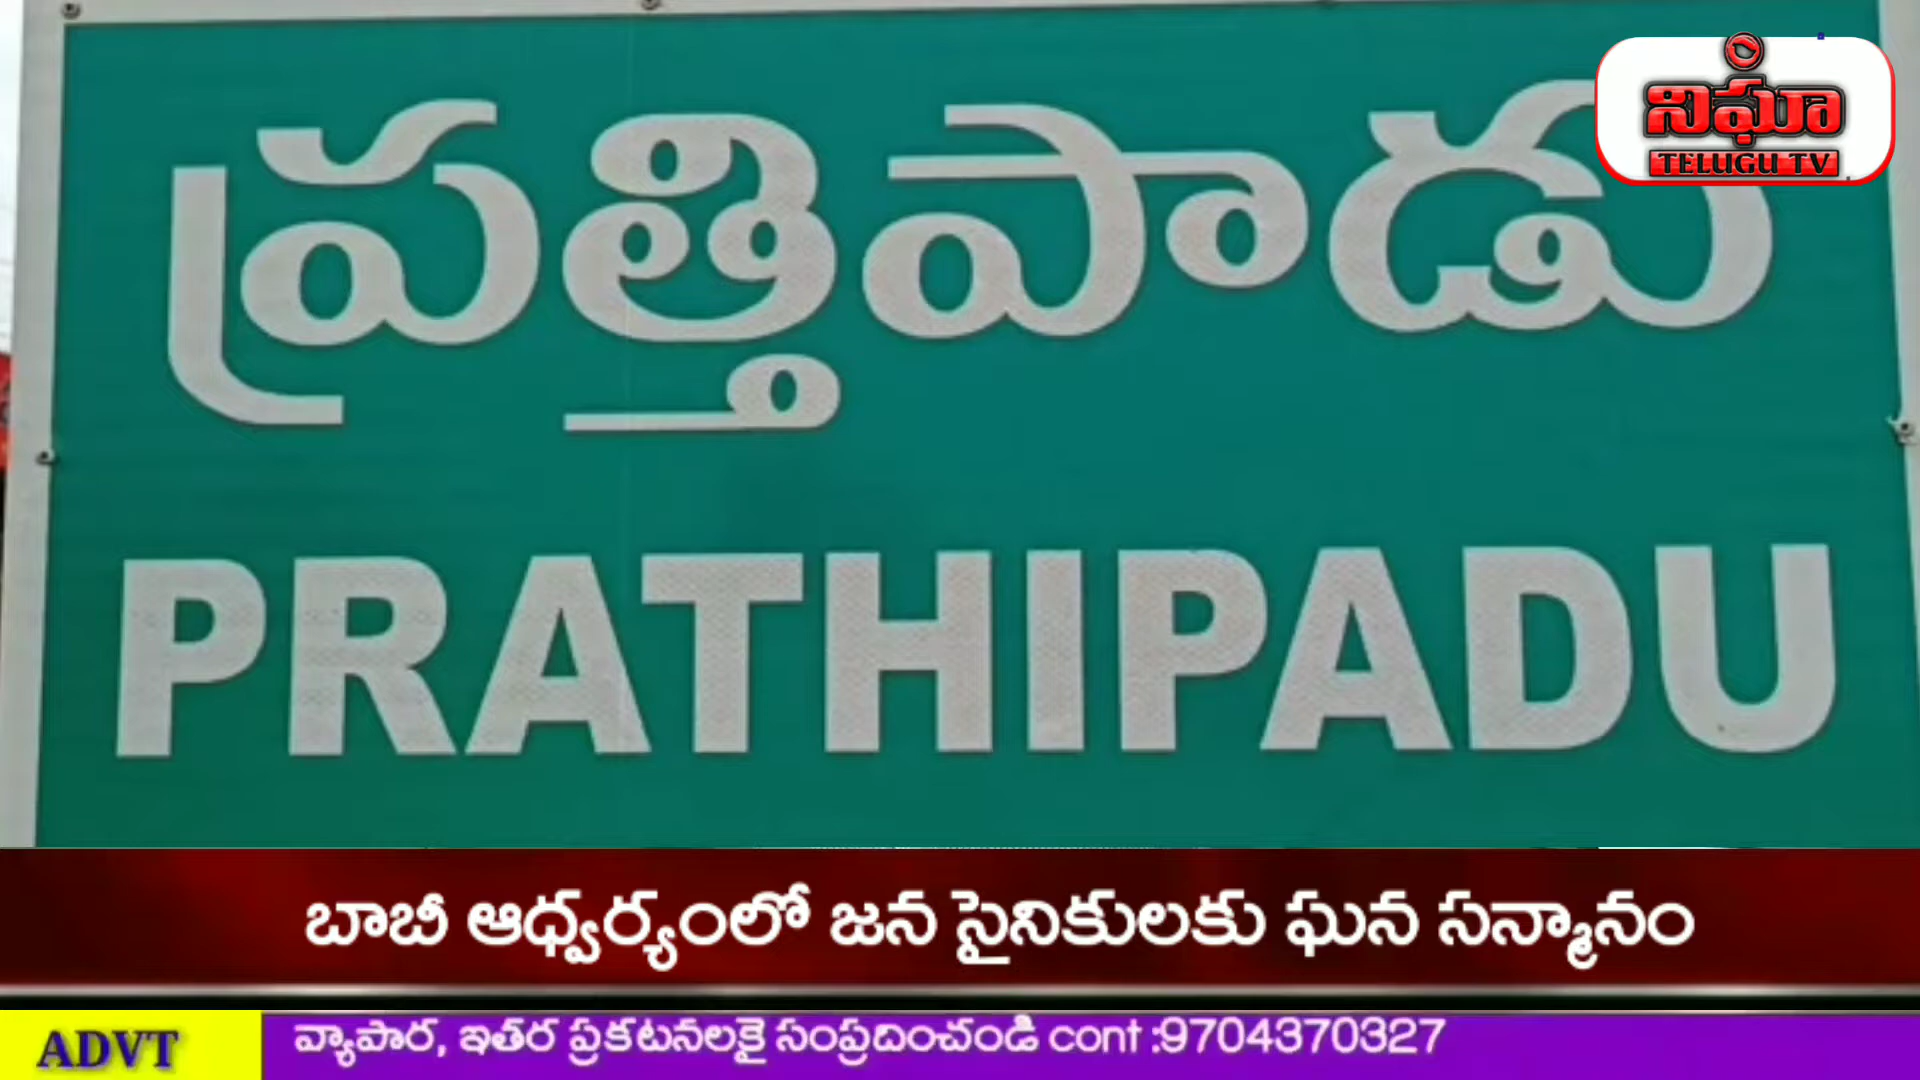 నిఘా
TELUGU TV
ప్రత్తిపాడు
PRATHIPADU
బాబీ ఆధ్వర్యంలో జన సైనికులకు ఘన సన్మానం
ADVT
వ్యాపార, ఇతర ప్రకటనలకై సంప్రదించండి cont :9704370327